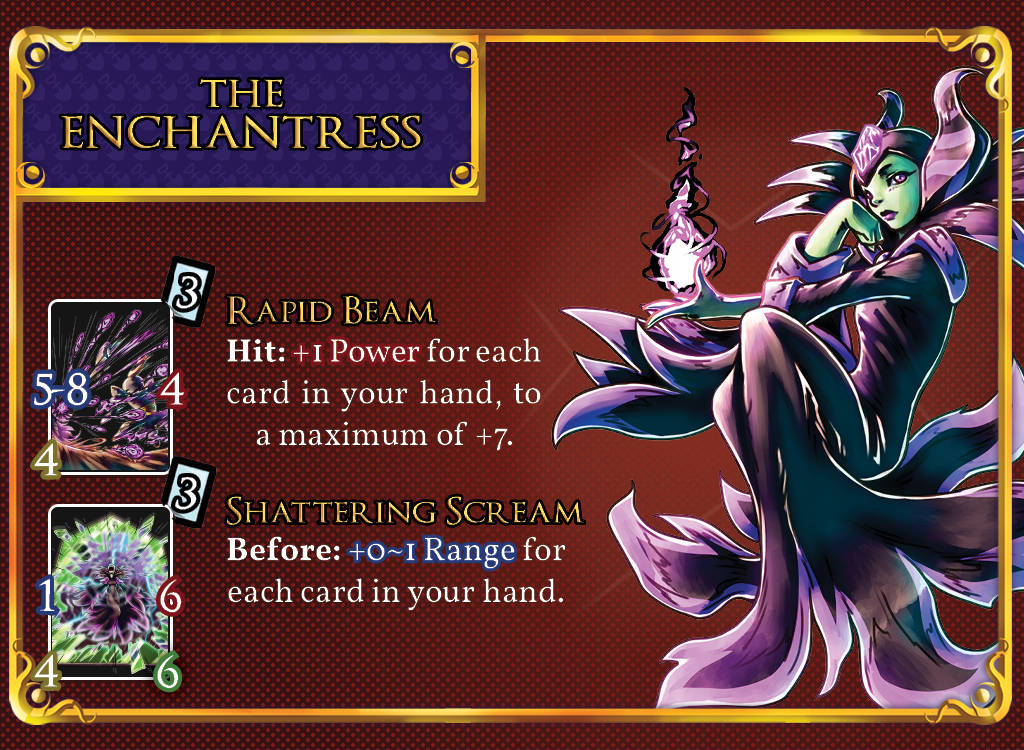 THE
ENCHANTRESS
3
RAPID BEAM
Hit: +1 Power for each
5-8
4
card in your hand, to
a maximum of +7.
4
3
SHATTERING SCREAM
Before: +0~1 Range for
1
6
each card in your hand.
4
6